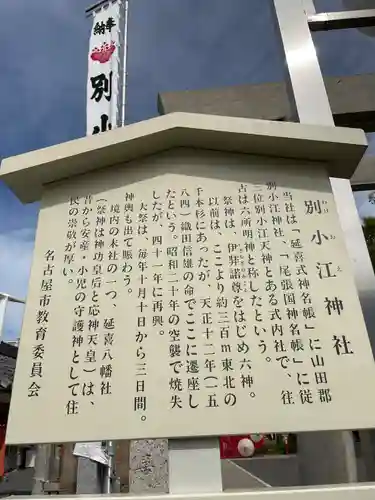 奉納
別小
別小江神社
わけ おえ
当社は「延喜式神名帳」に山田郡
別小江神社、「尾張国神名帳」に従
三位別小江天神とある式内社で、往
古は六所明神と称したという。
祭神は、伊弉諾尊をはじめ六神。
以前は、ここより約三百m東北の
千本杉にあったが、天正十二年(一五
八四)織田信雄の命でここに遷座し
たという。昭和二十年の空襲で焼失
したが、四十一年に再興。
大祭は、毎年十月十日から三日間。
神輿も出て賑わう。
境内の末社の一つ、延喜八幡社
(祭神は神功皇后と応神天皇)は、
昔から安産、小児の守護神として住
民の崇敬が厚い。
名古屋市教育委員会